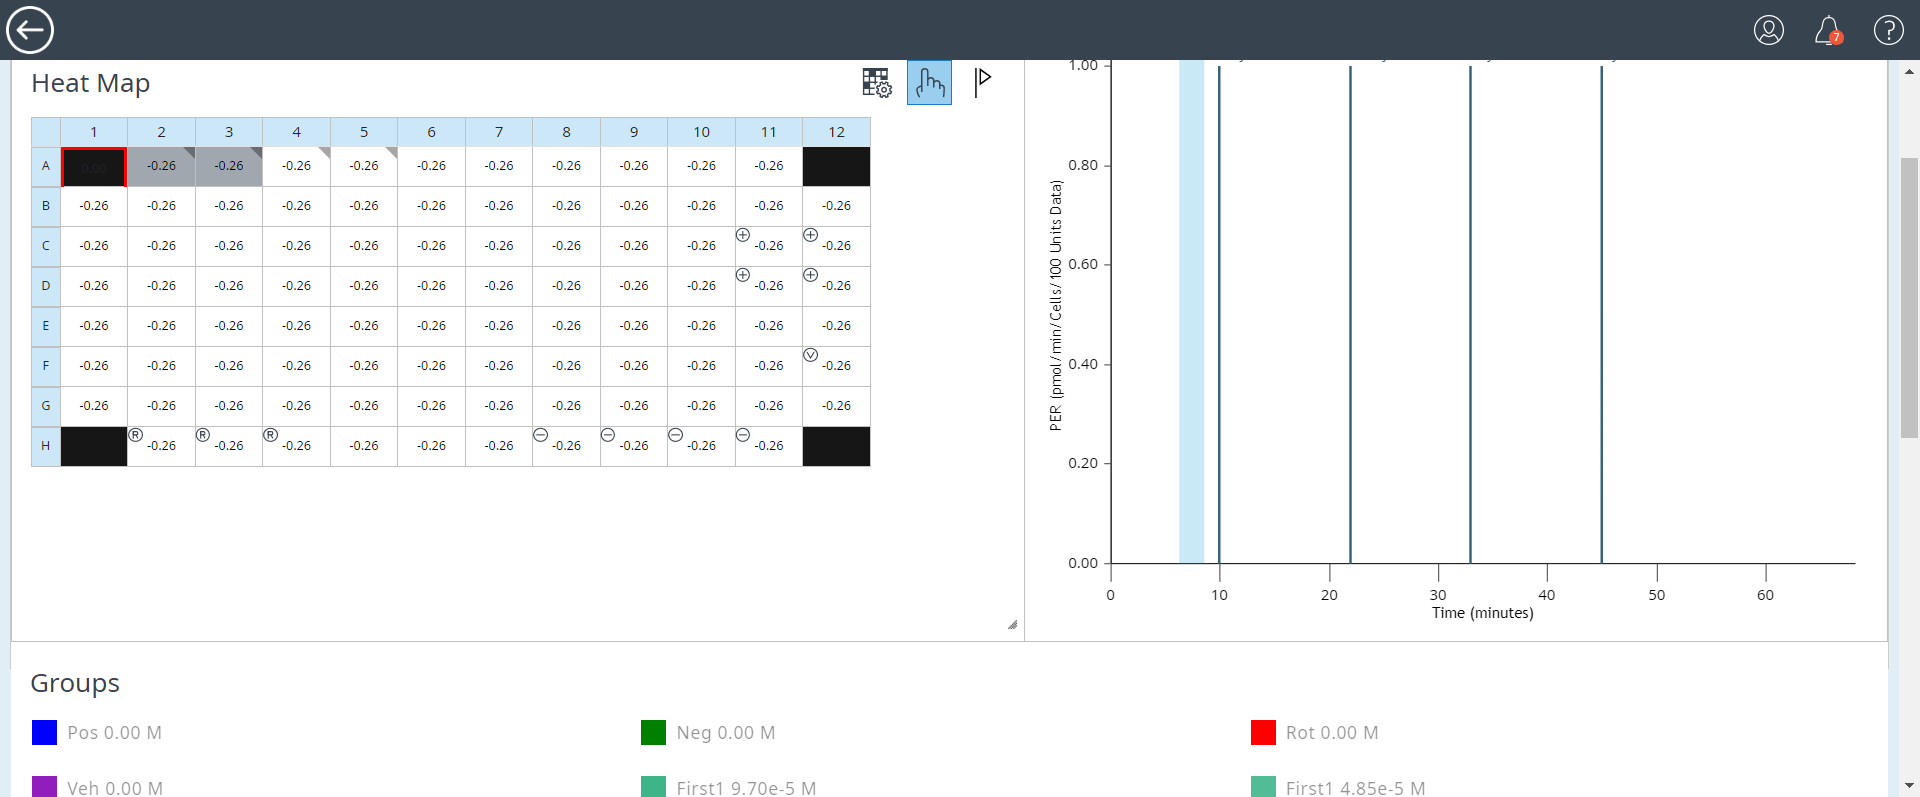 7
?
Heat Map
1 2 3 4 5 6 7 8 9 10 11 12
A 0.00 -0.26 -0.26 -0.26 -0.26 -0.26 -0.26 -0.26 -0.26 -0.26 -0.26
B -0.26 -0.26 -0.26 -0.26 -0.26 -0.26 -0.26 -0.26 -0.26 -0.26 -0.26 -0.26
C -0.26 -0.26 -0.26 -0.26 -0.26 -0.26 -0.26 -0.26 -0.26 -0.26 + -0.26 + -0.26
D -0.26 -0.26 -0.26 -0.26 -0.26 -0.26 -0.26 -0.26 -0.26 -0.26 + -0.26 + -0.26
E -0.26 -0.26 -0.26 -0.26 -0.26 -0.26 -0.26 -0.26 -0.26 -0.26 -0.26 -0.26
F -0.26 -0.26 -0.26 -0.26 -0.26 -0.26 -0.26 -0.26 -0.26 -0.26 -0.26 V -0.26
G -0.26 -0.26 -0.26 -0.26 -0.26 -0.26 -0.26 -0.26 -0.26 -0.26 -0.26 -0.26
H R -0.26 R -0.26 R -0.26 -0.26 -0.26 -0.26 − -0.26 − -0.26 − -0.26 − -0.26
PER (pmol/min/Cells/100 Units Data)
1.00
0.80
0.60
0.40
0.20
0.00
0 10 20 30 40 50 60
Time (minutes)
Groups
Pos 0.00 M
Neg 0.00 M
Rot 0.00 M
Veh 0.00 M
First1 9.70e-5 M
First1 4.85e-5 M